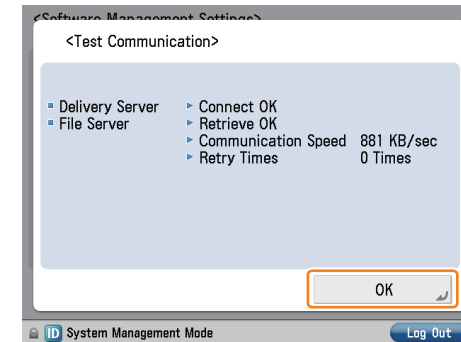 <Software Management Settings>
<Test Communication>
Delivery Server ► Connect OK
File Server ► Retrieve OK
► Communication Speed 881 KB/sec
► Retry Times 0 Times
OK
ID System Management Mode Log Out